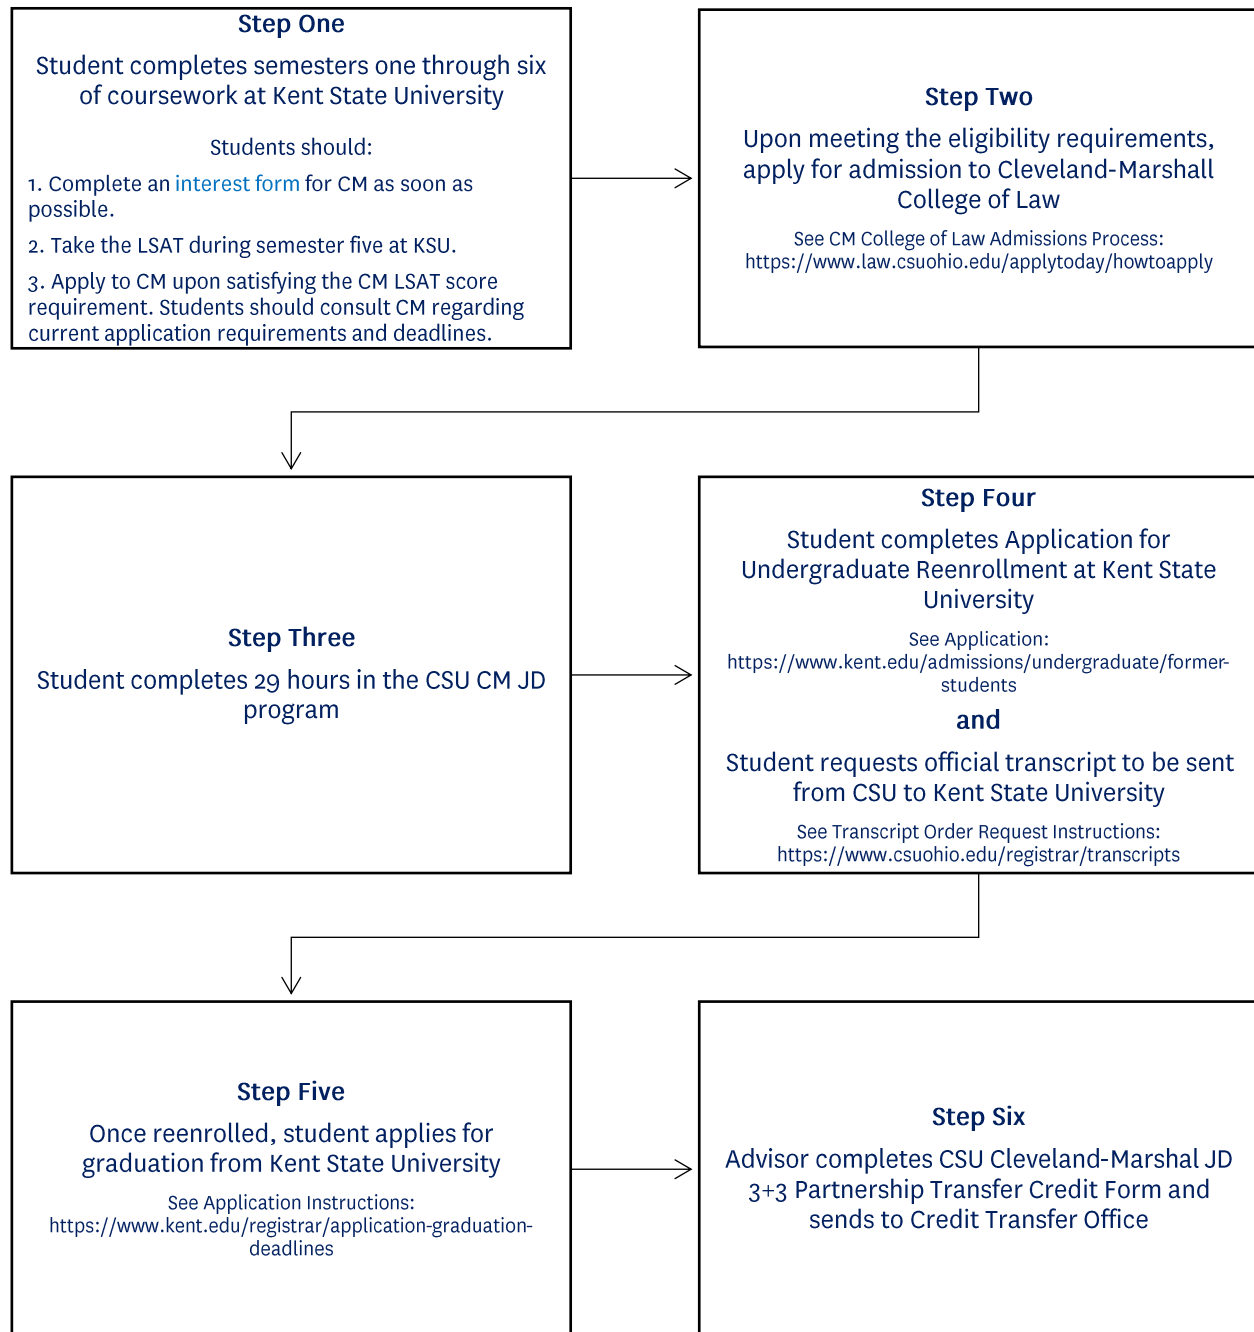 Step One
Student completes semesters one through six
of coursework at Kent State University
Students should:
1. Complete an interest form for CM as soon as
possible.
2. Take the LSAT during semester five at KSU.
3. Apply to CM upon satisfying the CM LSAT score
requirement. Students should consult CM regarding
current application requirements and deadlines.
Step Two
Upon meeting the eligibility requirements,
apply for admission to Cleveland-Marshall
College of Law
See CM College of Law Admissions Process:
https://www.law.csuohio.edu/applytoday/howtoapply
Step Three
Student completes 29 hours in the CSU CM JD
program
Step Four
Student completes Application for
Undergraduate Reenrollment at Kent State
University
See Application:
https://www.kent.edu/admissions/undergraduate/former-
students
and
Student requests official transcript to be sent
from CSU to Kent State University
See Transcript Order Request Instructions:
https://www.csuohio.edu/registrar/transcripts
Step Five
Once reenrolled, student applies for
graduation from Kent State University
See Application Instructions:
https://www.kent.edu/registrar/application-graduation-
deadlines
Step Six
Advisor completes CSU Cleveland-Marshal JD
3+3 Partnership Transfer Credit Form and
sends to Credit Transfer Office